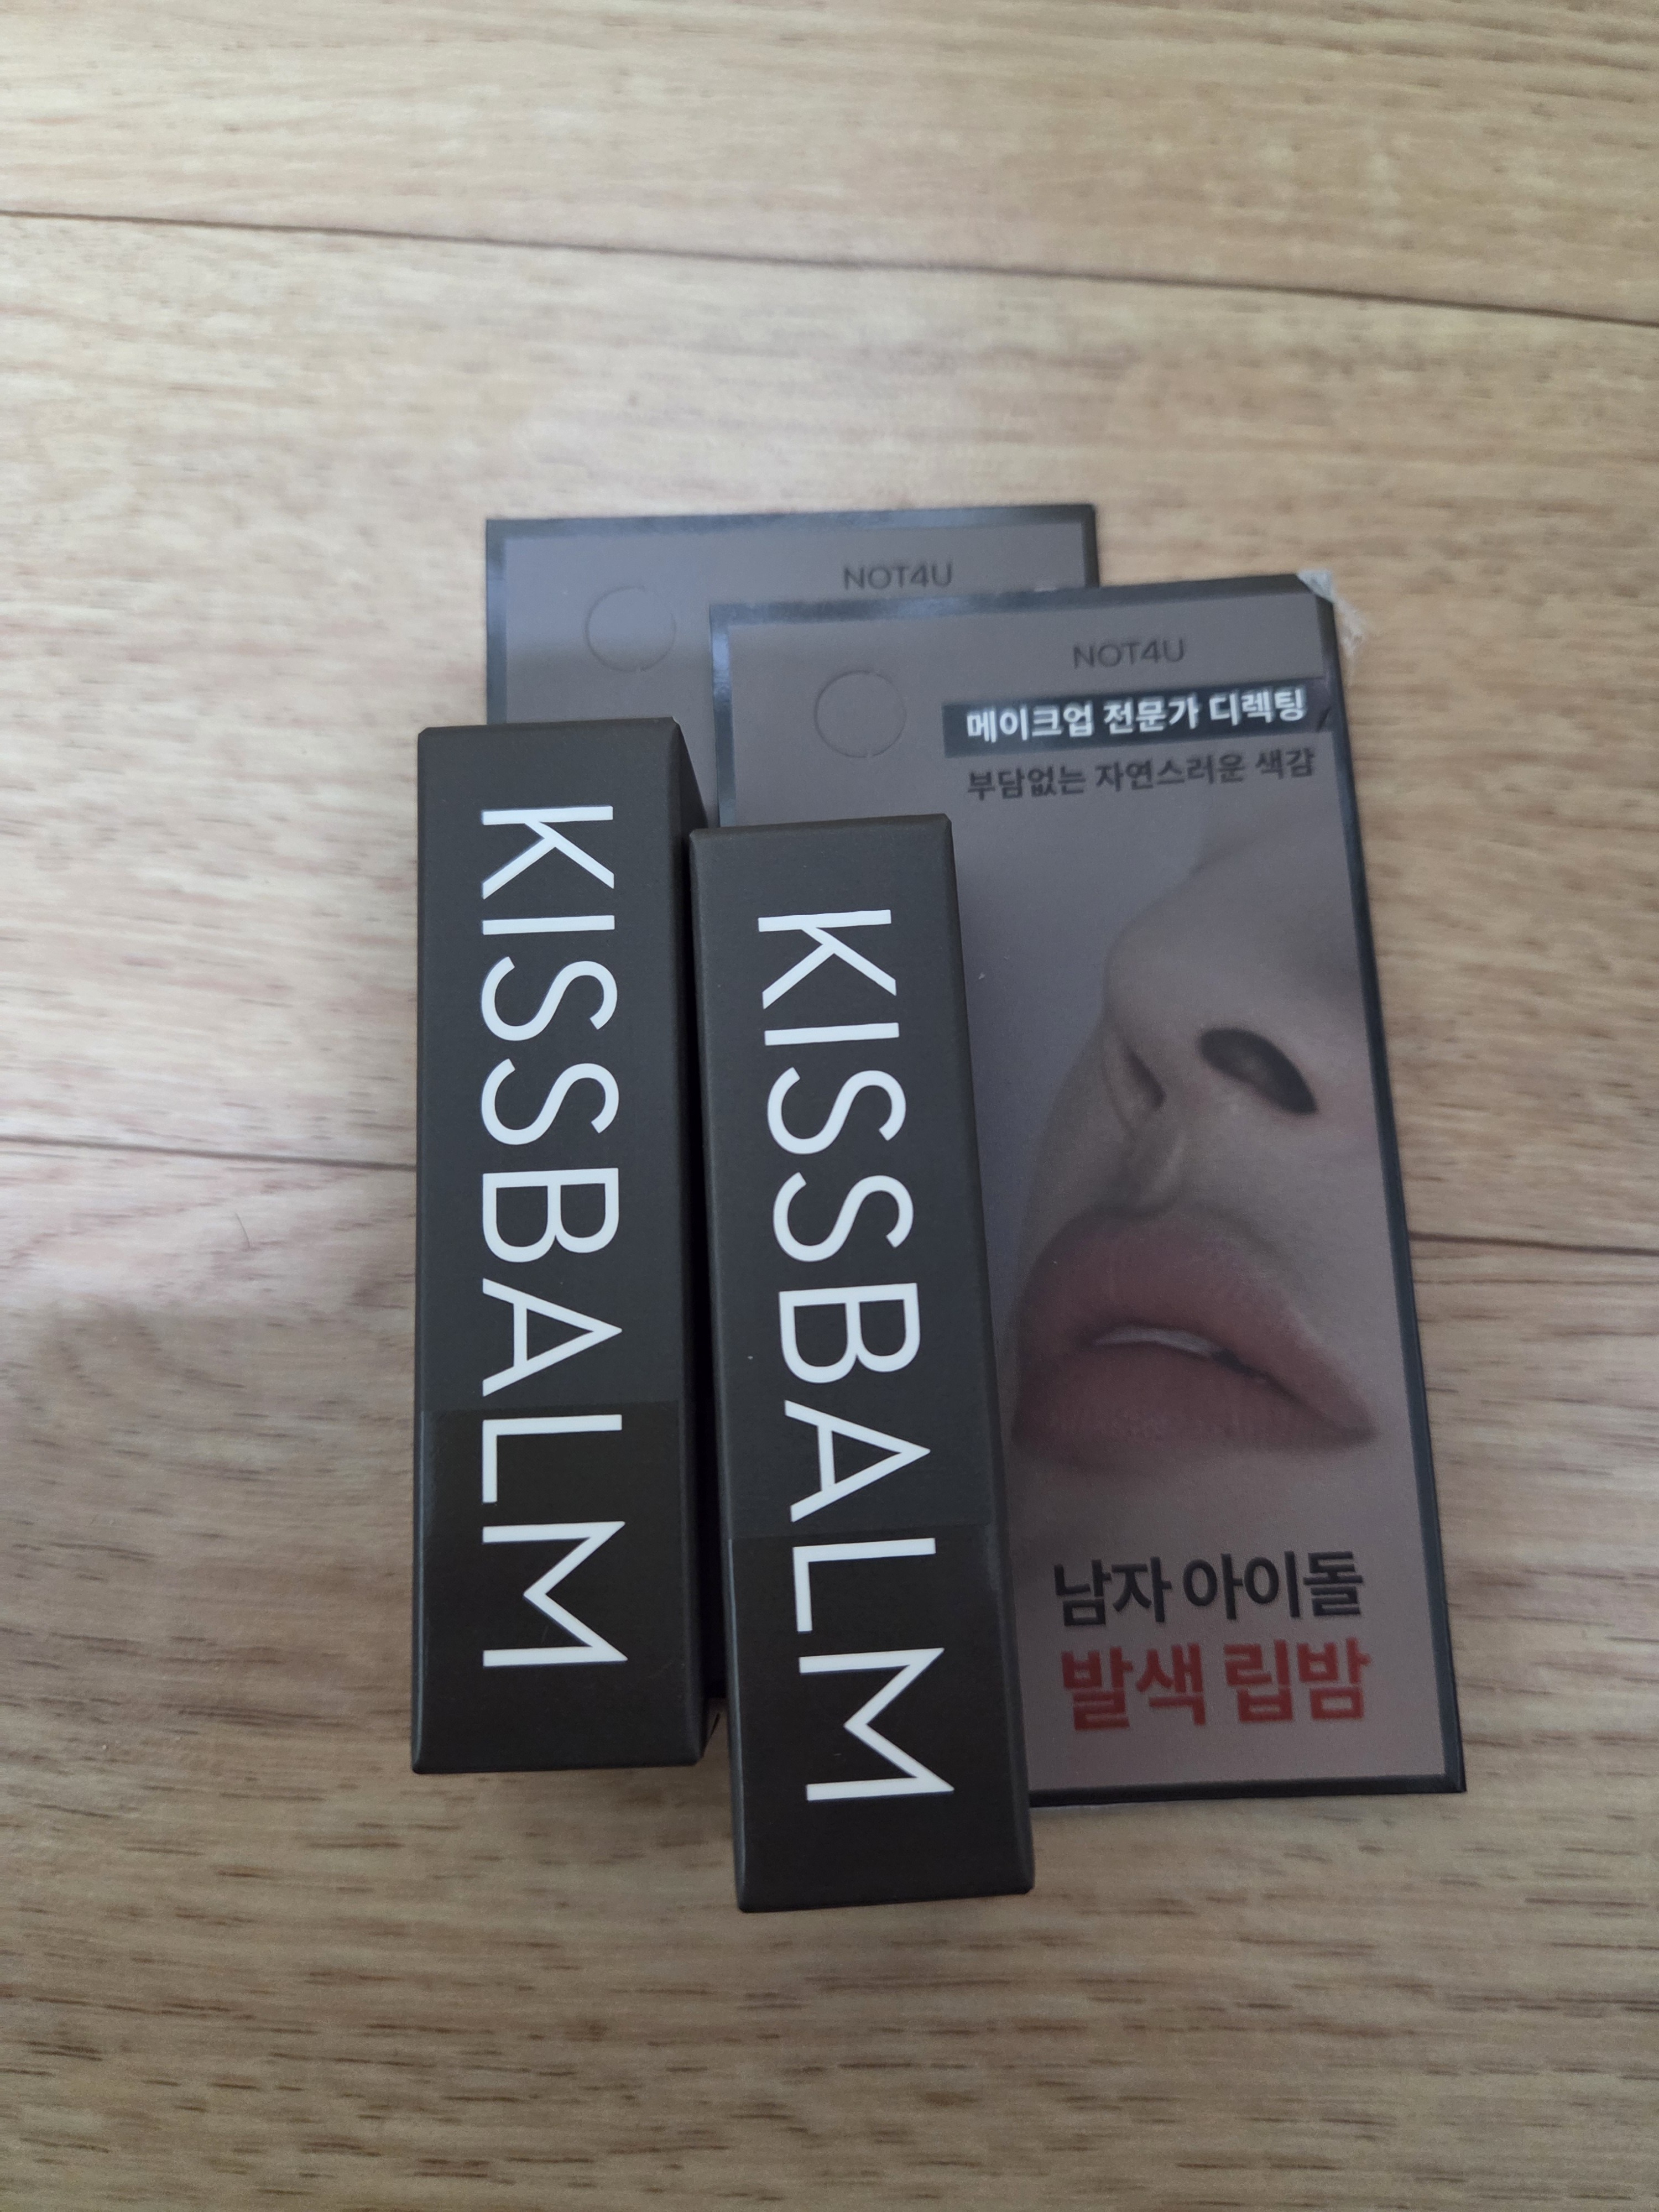 NOT4U
NOT4U
메이크업 전문가 디렉팅
부담없는 자연스러운 색감
KISSBALM
KISSBALM
남자 아이돌
발색 립밤